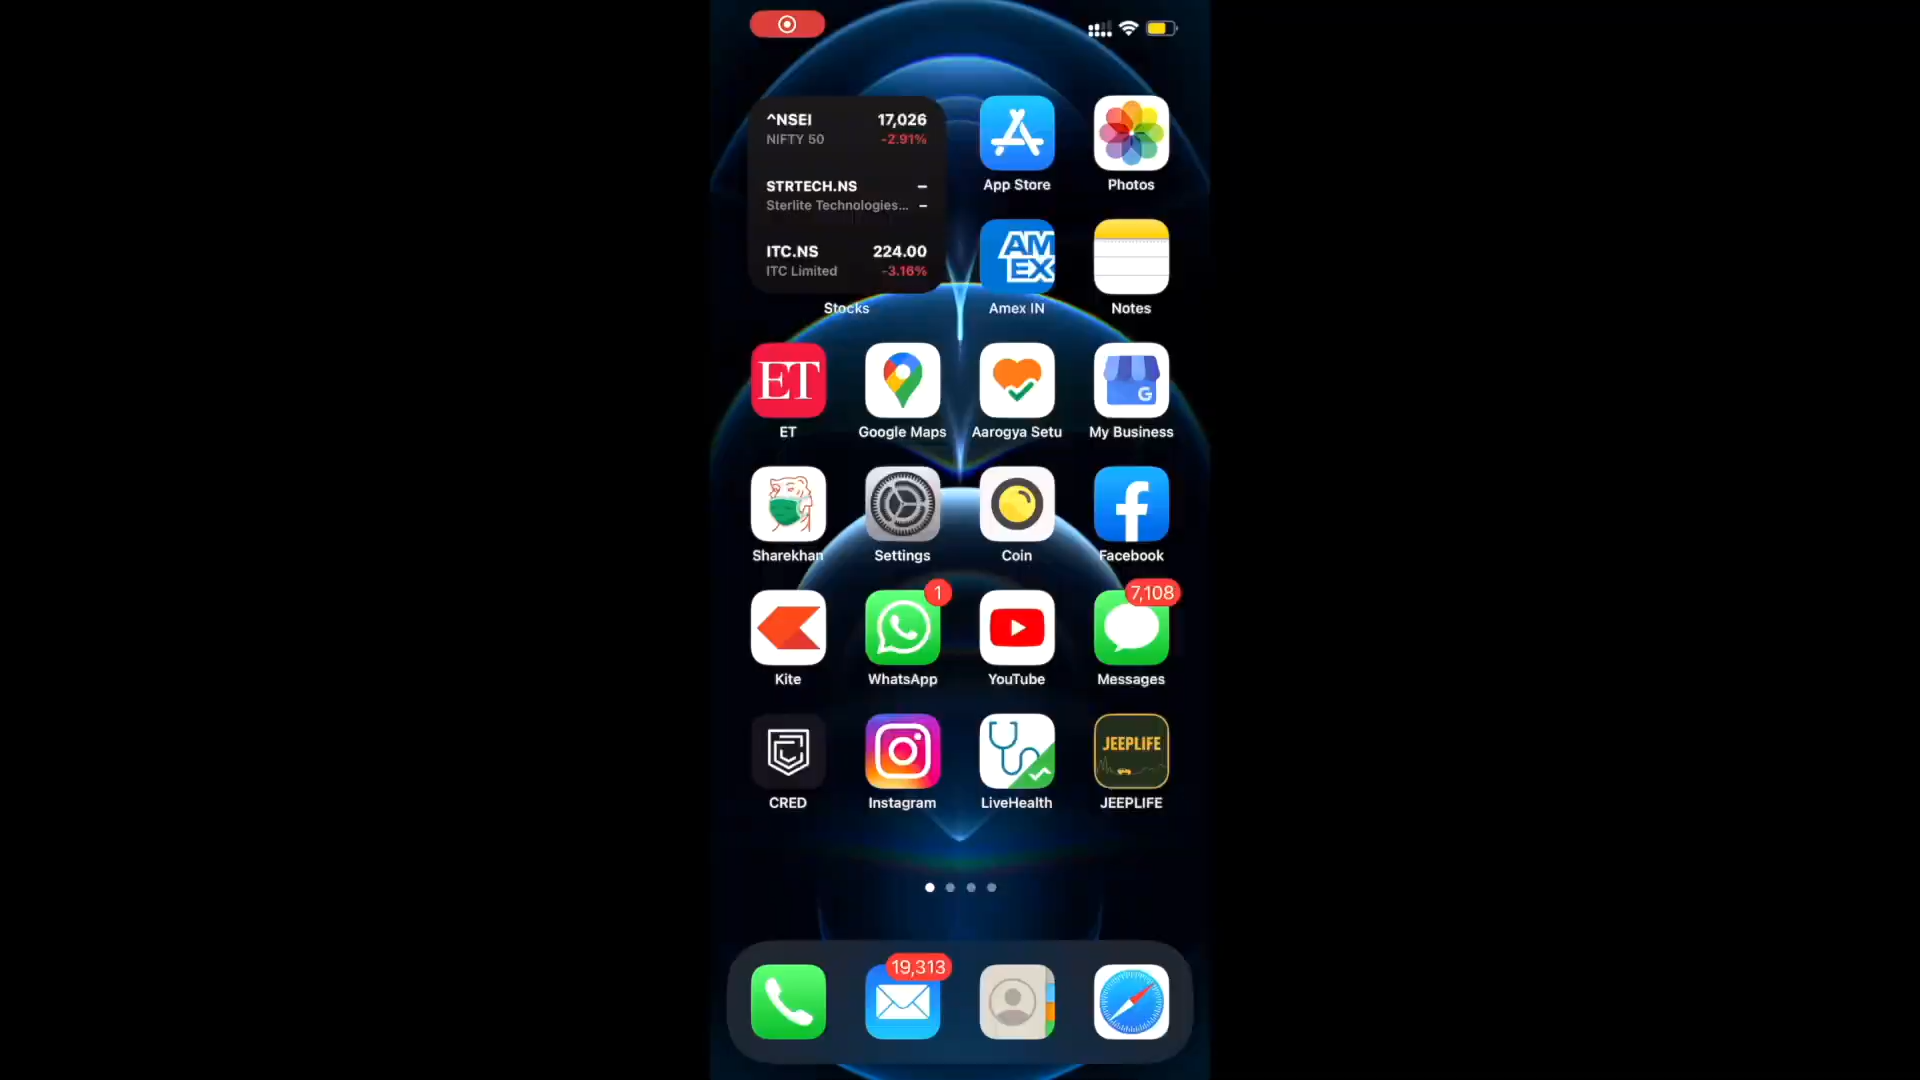 ^NSEI 17,026
NIFTY 50 -2.91%
STRTECH.NS –
Sterlite Technologies... –
ITC.NS 224.00
ITC Limited -3.16%
Stocks
App Store
Photos
AM
EX
Amex IN
Notes
ET
ET
Google Maps
Aarogya Setu
G
My Business
Sharekhan
Settings
Coin
Facebook
1
7,108
Kite
WhatsApp
YouTube
Messages
JEEPLIFE
CRED
Instagram
LiveHealth
JEEPLIFE
19,313